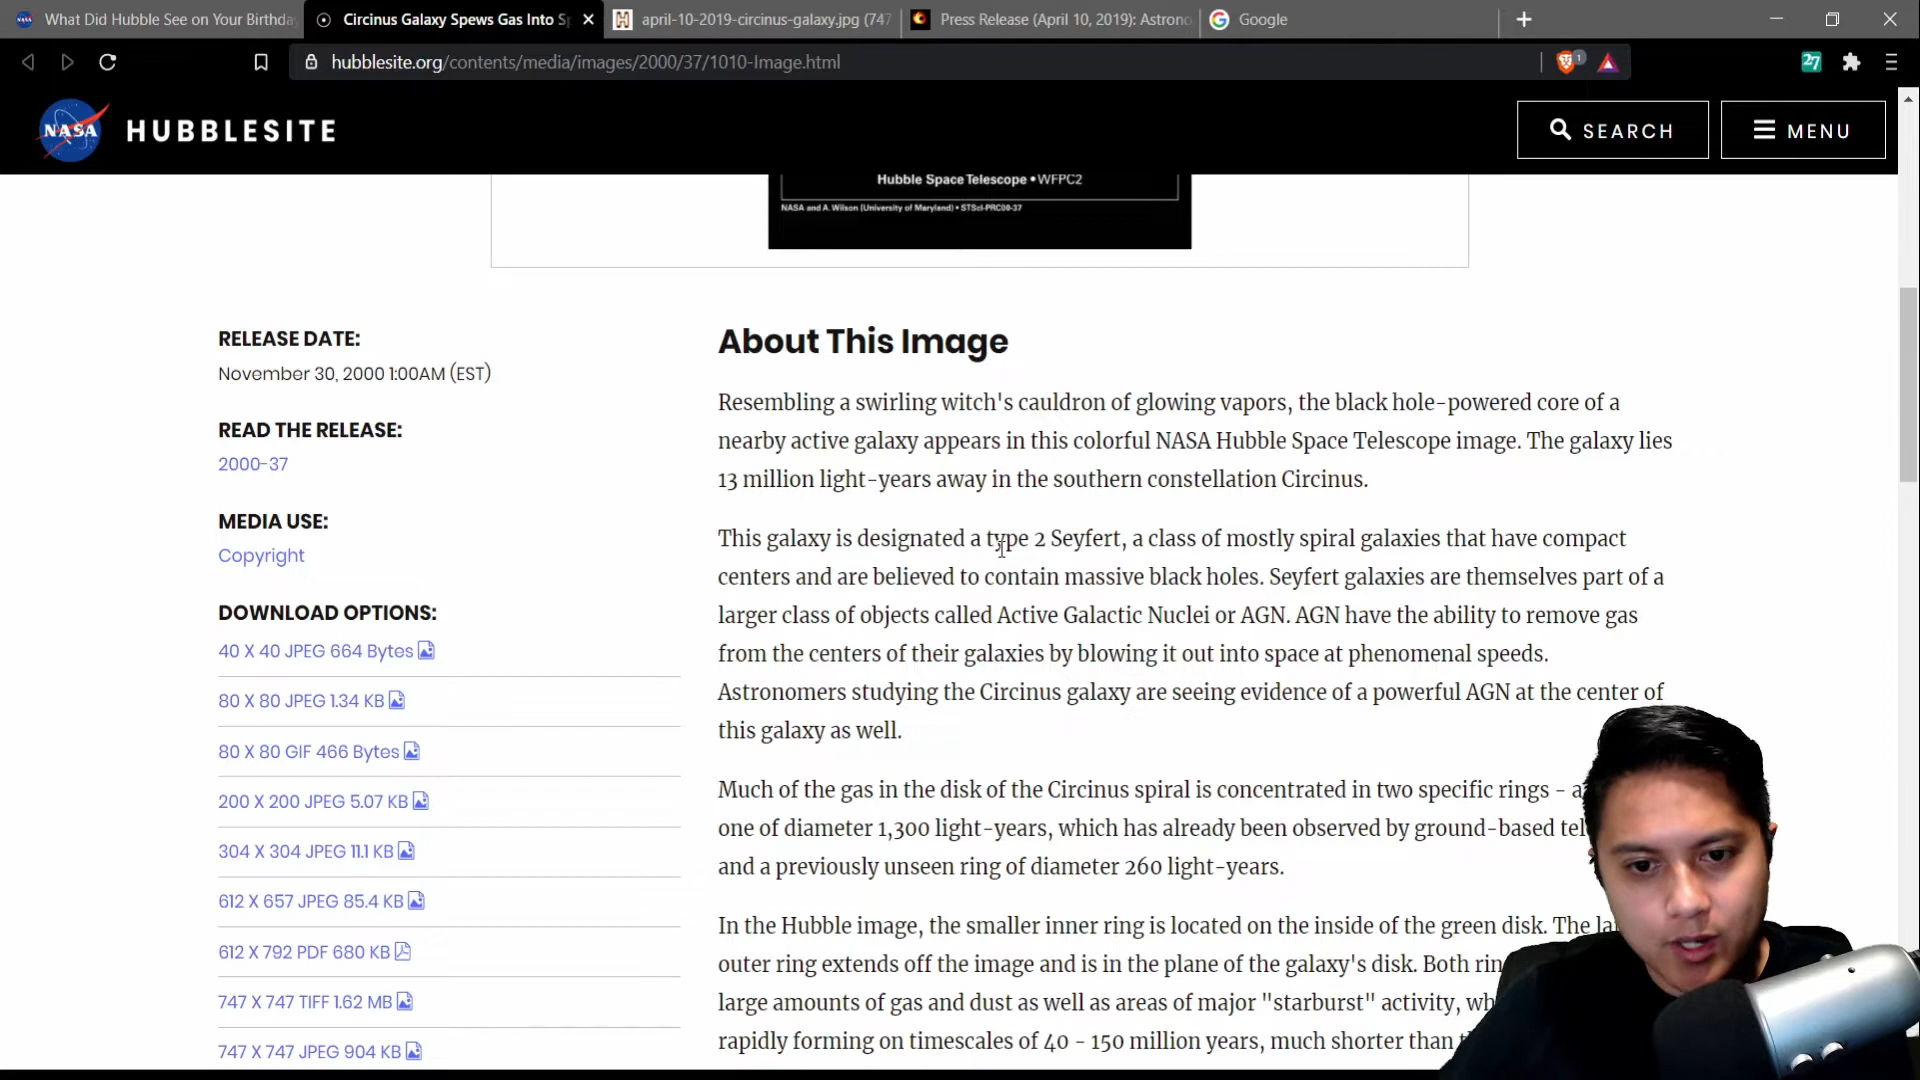 What Did Hubble See on Your Birthda
Circinus Galaxy Spews Gas Into Sp
april-10-2019-circinus-galaxy.jpg (747
Press Release (April 10, 2019): Astrono
Google
hubblesite.org/contents/media/images/2000/37/1010-Image.html
1
27
NASA
HUBBLESITE
SEARCH
MENU
Hubble Space Telescope • WFPC2
NASA and A. Wilson (University of Maryland) • STScI-PRC00-37
RELEASE DATE:
November 30, 2000 1:00AM (EST)
READ THE RELEASE:
2000-37
MEDIA USE:
Copyright
DOWNLOAD OPTIONS:
40 X 40 JPEG 664 Bytes
80 X 80 JPEG 1.34 KB
80 X 80 GIF 466 Bytes
200 X 200 JPEG 5.07 KB
304 X 304 JPEG 11.1 KB
612 X 657 JPEG 85.4 KB
612 X 792 PDF 680 KB
747 X 747 TIFF 1.62 MB
747 X 747 JPEG 904 KB
About This Image
Resembling a swirling witch's cauldron of glowing vapors, the black hole-powered core of a
nearby active galaxy appears in this colorful NASA Hubble Space Telescope image. The galaxy lies
13 million light-years away in the southern constellation Circinus.
This galaxy is designated a type 2 Seyfert, a class of mostly spiral galaxies that have compact
centers and are believed to contain massive black holes. Seyfert galaxies are themselves part of a
larger class of objects called Active Galactic Nuclei or AGN. AGN have the ability to remove gas
from the centers of their galaxies by blowing it out into space at phenomenal speeds.
Astronomers studying the Circinus galaxy are seeing evidence of a powerful AGN at the center of
this galaxy as well.
Much of the gas in the disk of the Circinus spiral is concentrated in two specific rings - a
one of diameter 1,300 light-years, which has already been observed by ground-based tel
and a previously unseen ring of diameter 260 light-years.
In the Hubble image, the smaller inner ring is located on the inside of the green disk. The la
outer ring extends off the image and is in the plane of the galaxy's disk. Both rin
large amounts of gas and dust as well as areas of major "starburst" activity, wh
rapidly forming on timescales of 40 - 150 million years, much shorter than t